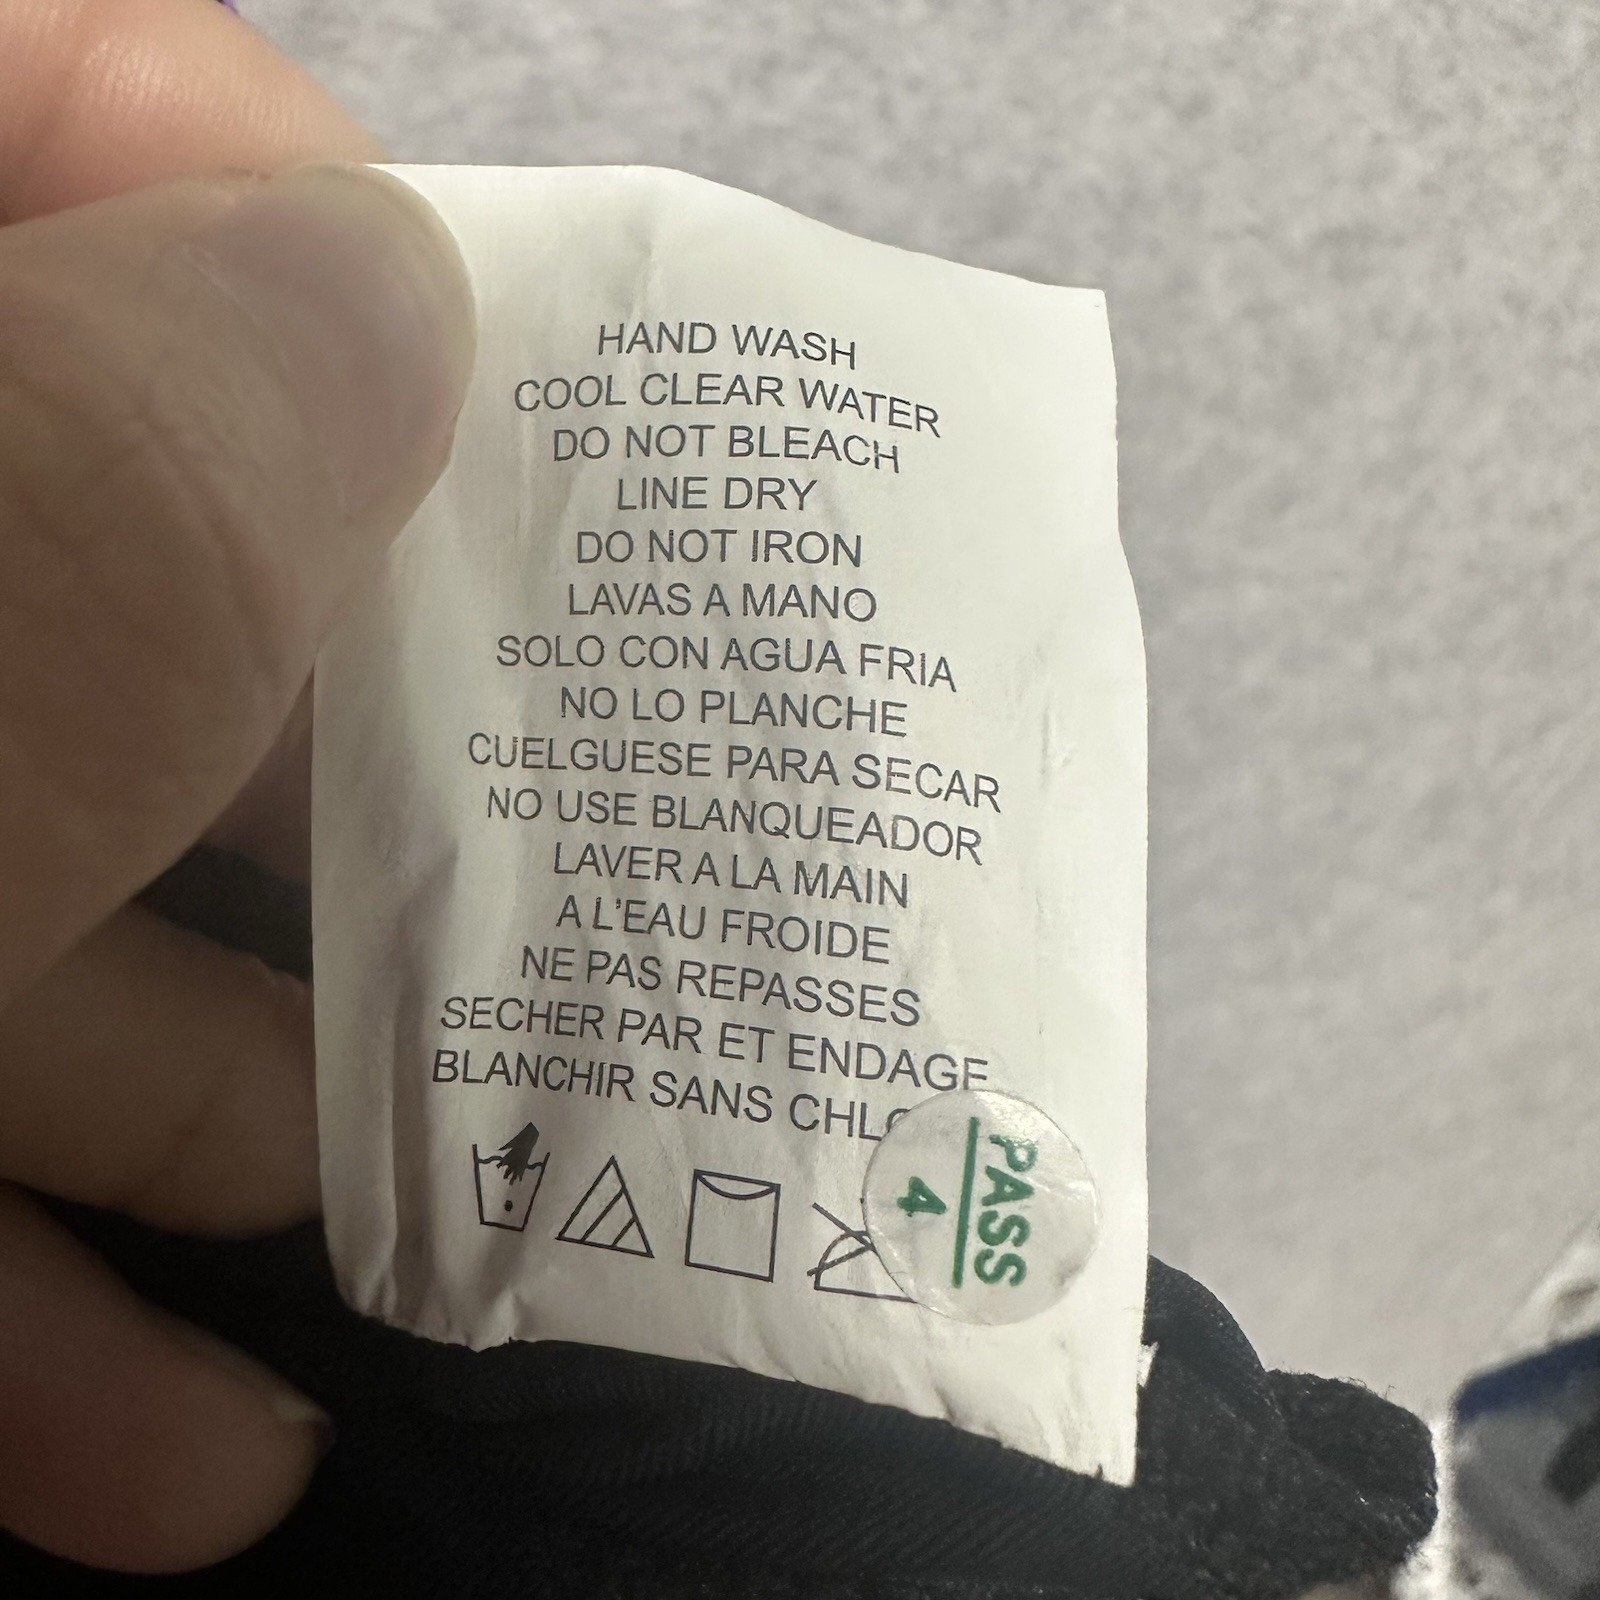 HAND WASH
COOL CLEAR WATER
DO NOT BLEACH
LINE DRY
DO NOT IRON
LAVAS A MANO
SOLO CON AGUA FRIA
NO LO PLANCHE
CUELGUESE PARA SECAR
NO USE BLANQUEADOR
LAVER A LA MAIN
A L'EAU FROIDE
NE PAS REPASSES
SECHER PAR ET ENDAGE
BLANCHIR SANS
PASS
4